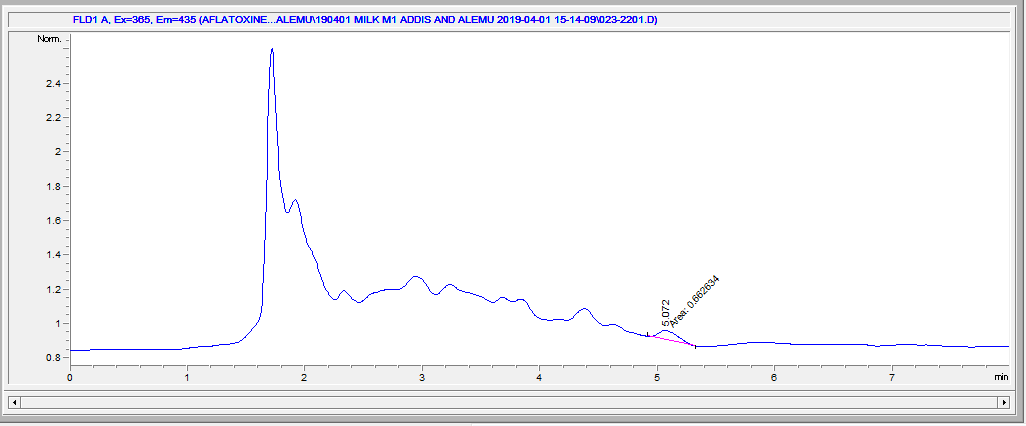 FLD1 A, Ex=365, Em=435 (AFLATOXINE...ALEMU\190401 MILK M1 ADDIS AND ALEMU 2019-04-01 15-14-09\023-2201.D)
Norm.
2.4
2.2
2
1.8
1.6
1.4
1.2
1
0.8
5.072
Area: 0.662634
0 1 2 3 4 5 6 7 min